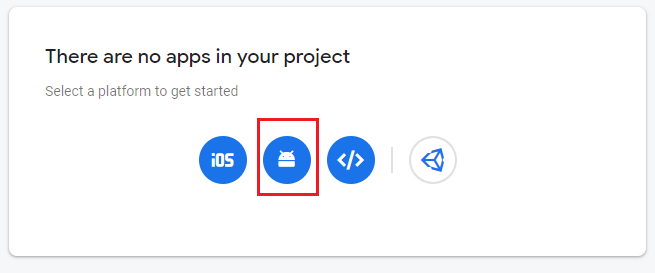 There are no apps in your project
Select a platform to get started
iOS
</>